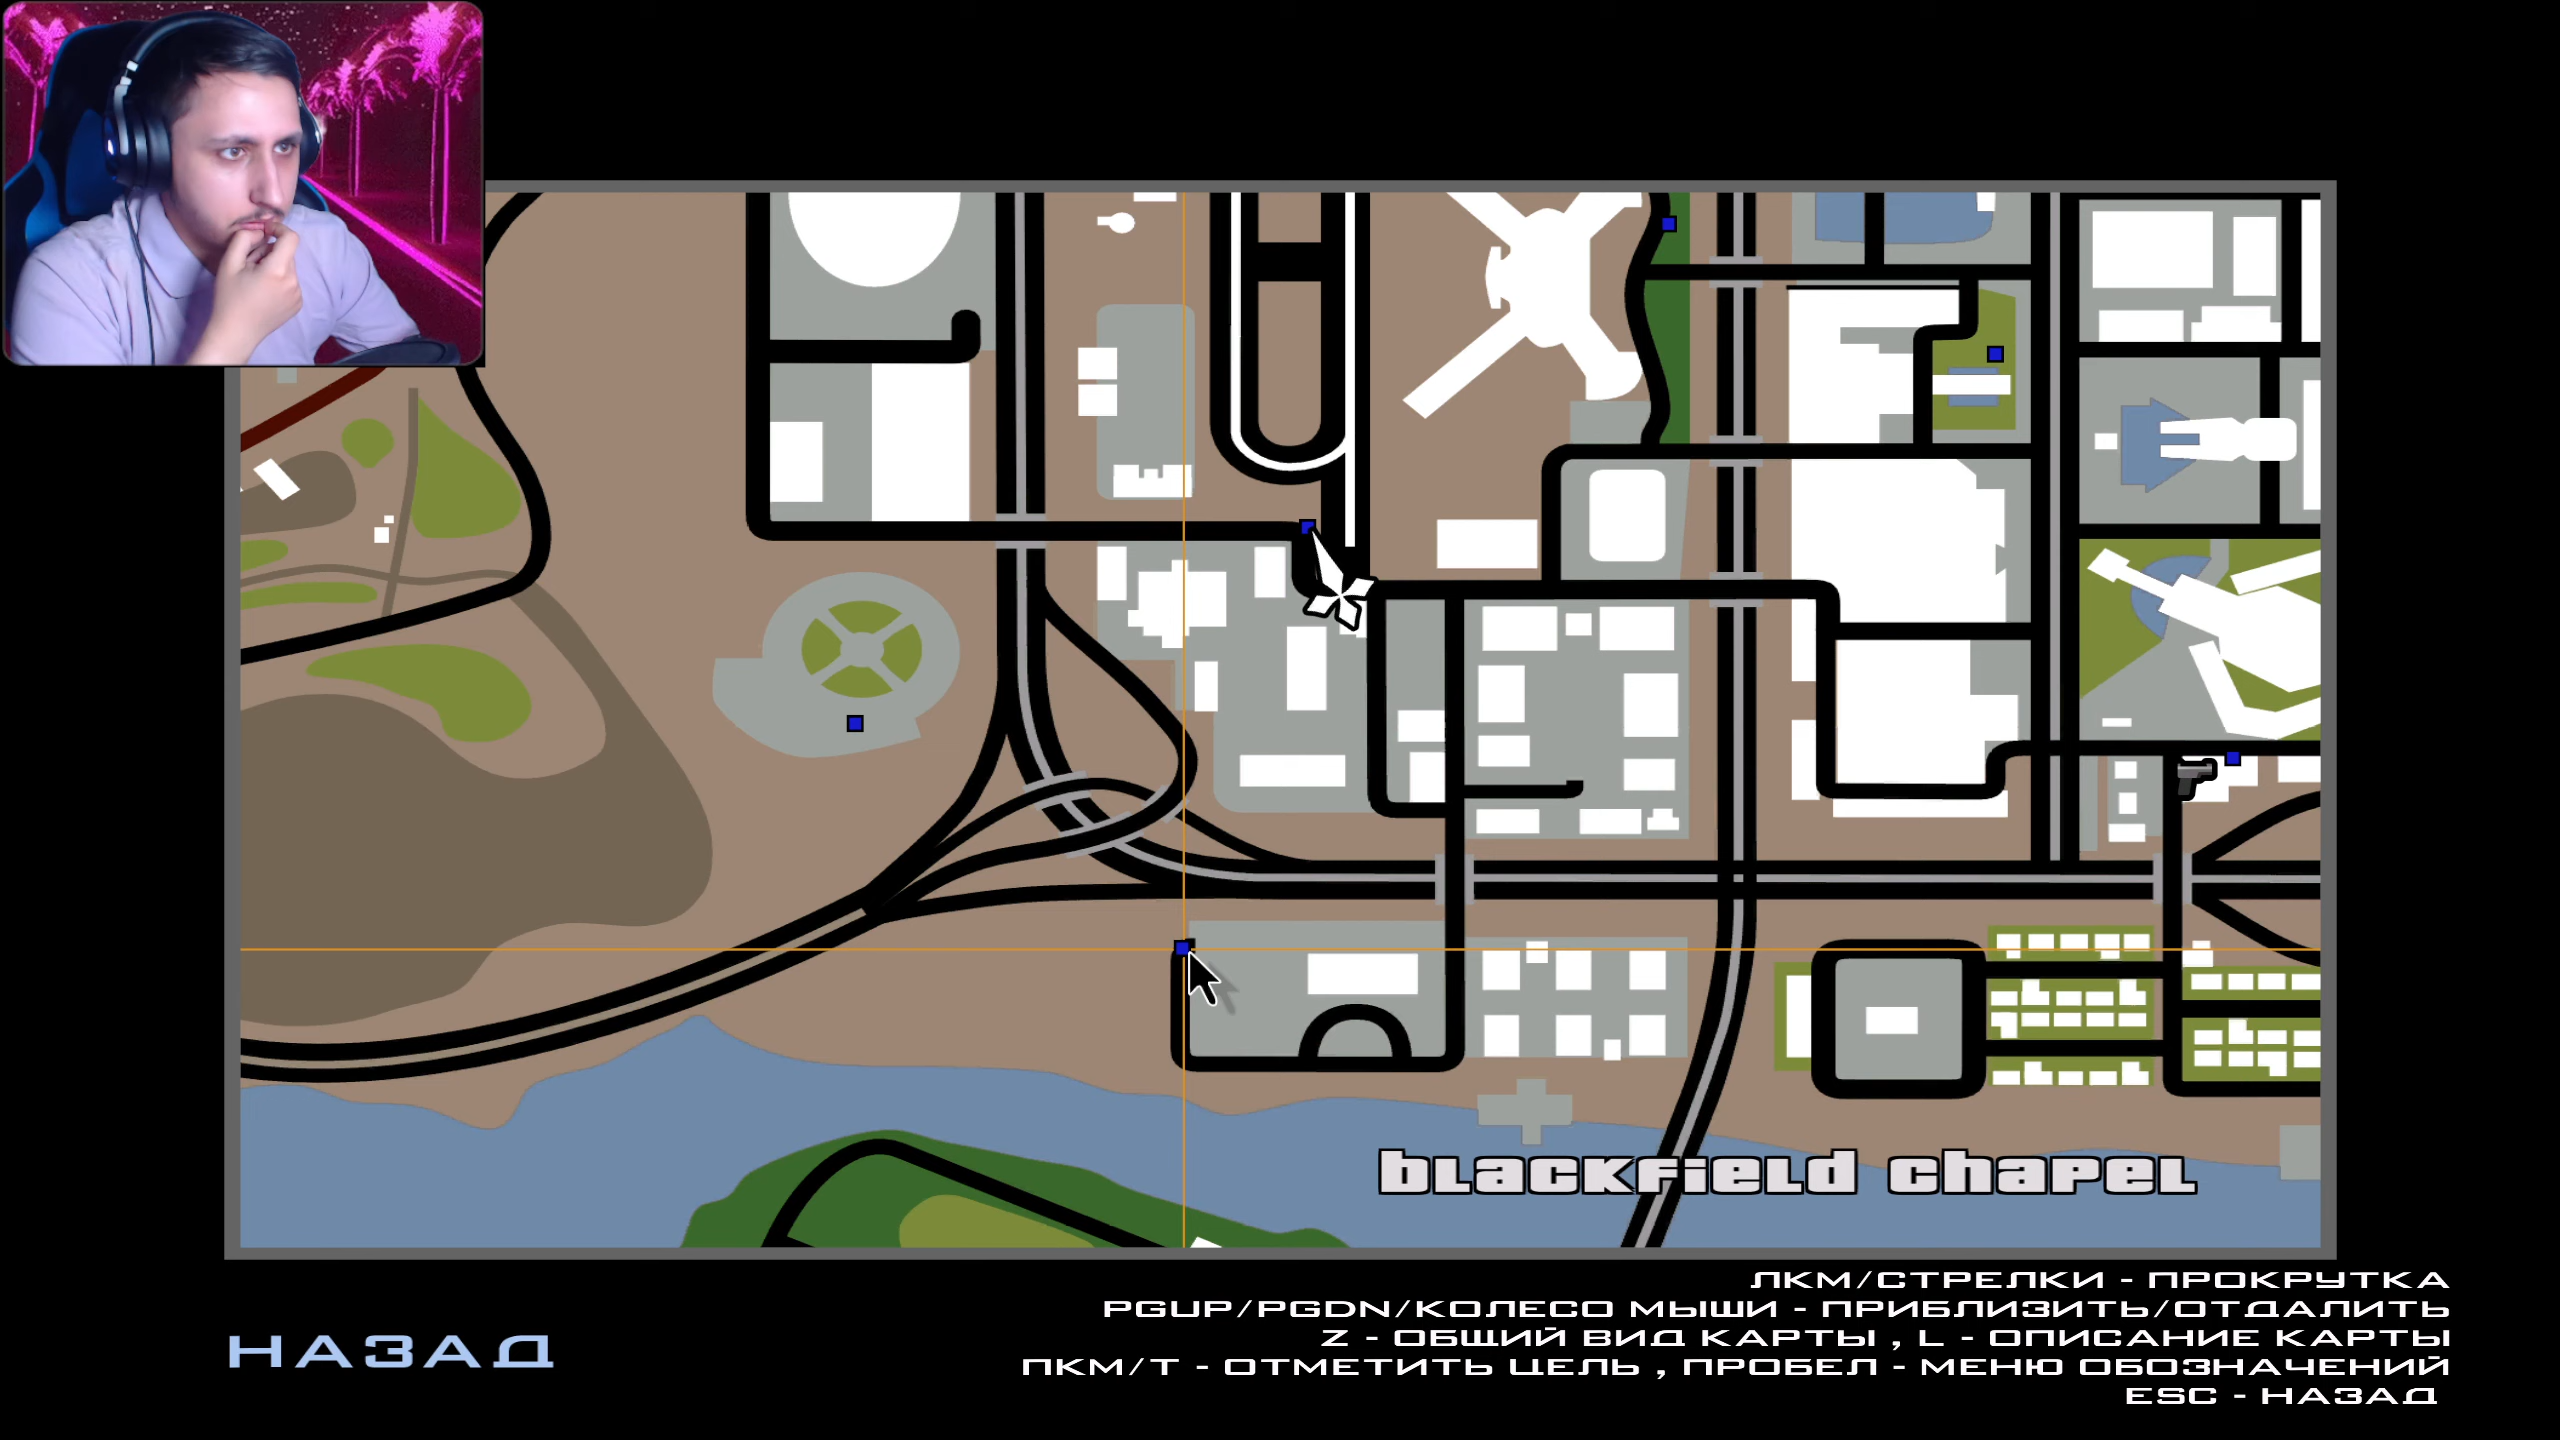 BLACKFIELD CHAPEL
ЛКМ/СТРЕЛКИ - ПРОКРУТКА
PGUP/PGDN/КОЛЕСО МЫШИ - ПРИБЛИЗИТЬ/ОТДАЛИТЬ
Z - ОБЩИЙ ВИД КАРТЫ , L - ОПИСАНИЕ КАРТЫ
ПКМ/T - ОТМЕТИТЬ ЦЕЛЬ , ПРОБЕЛ - МЕНЮ ОБОЗНАЧЕНИЙ
ESC - НАЗАД
НАЗАД